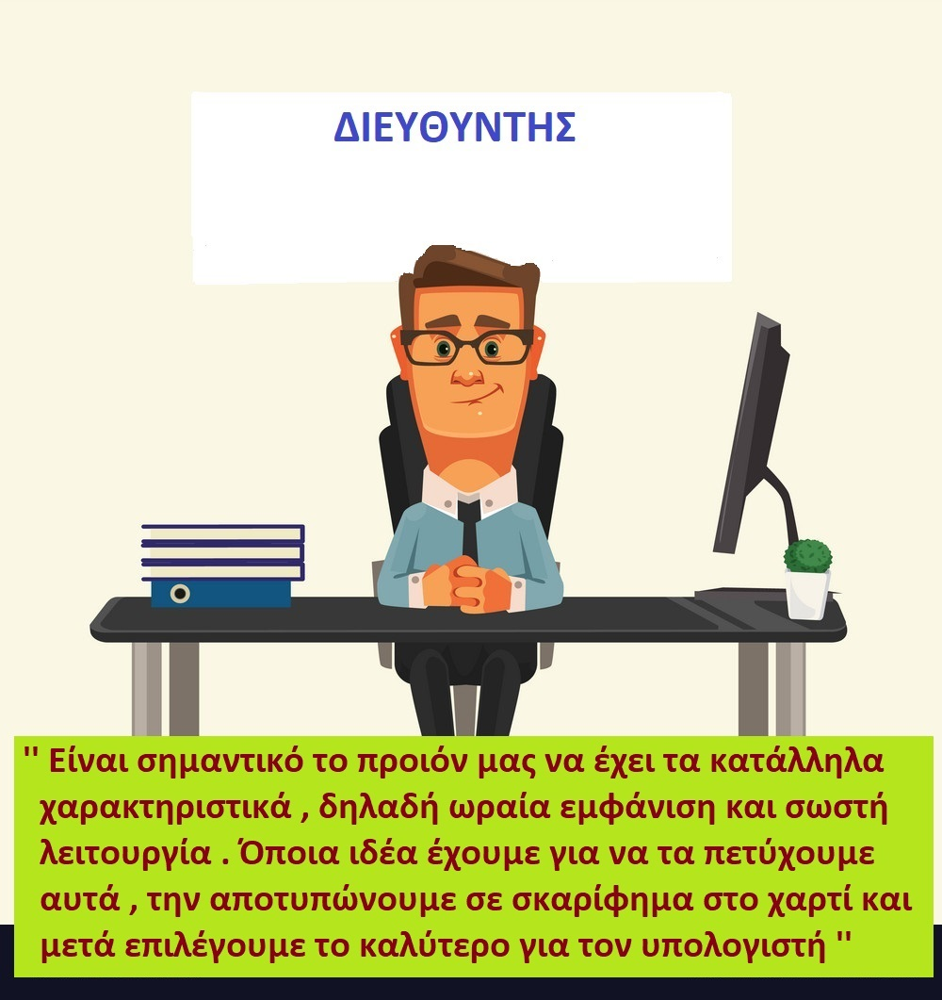 ΔΙΕΥΘΥΝΤΗΣ
'' Είναι σημαντικό το προιόν μας να έχει τα κατάλληλα
χαρακτηριστικά , δηλαδή ωραία εμφάνιση και σωστή
λειτουργία . Όποια ιδέα έχουμε για να τα πετύχουμε
αυτά , την αποτυπώνουμε σε σκαρίφημα στο χαρτί και
μετά επιλέγουμε το καλύτερο για τον υπολογιστή ''